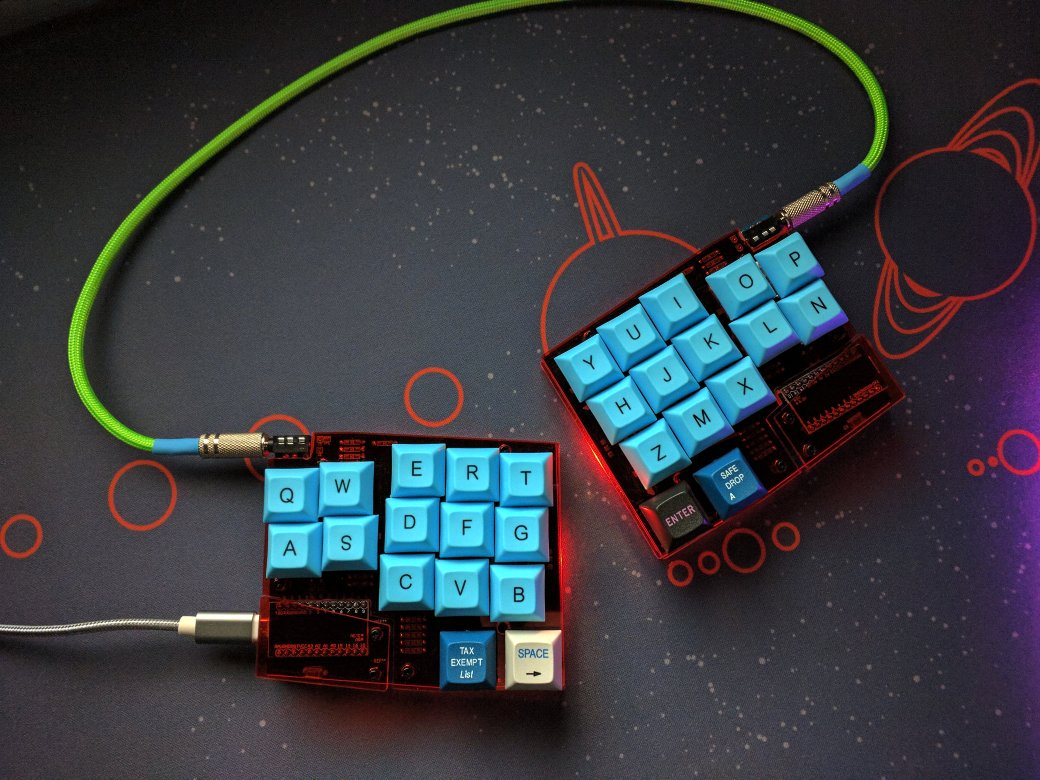 Q W E R T
A S D F G
C V B
TAX
EXEMPT
List
SPACE
Y U I O P
H J K L N
Z M X
ENTER
SAFE
DROP
A